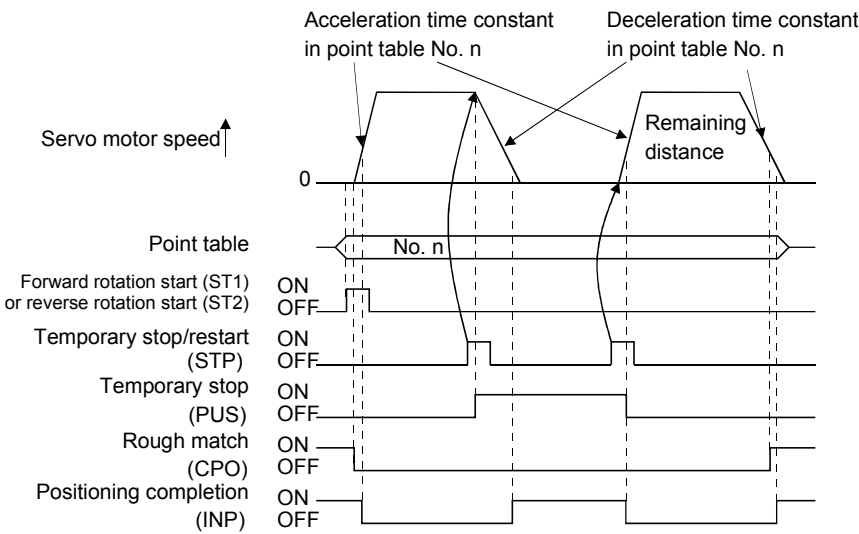 Acceleration time constant
in point table No. n
Deceleration time constant
in point table No. n
Servo motor speed
Remaining
distance
0
Point table
No. n
Forward rotation start (ST1)
or reverse rotation start (ST2)
ON
OFF
Temporary stop/restart
(STP)
ON
OFF
Temporary stop
(PUS)
ON
OFF
Rough match
(CPO)
ON
OFF
Positioning completion
(INP)
ON
OFF